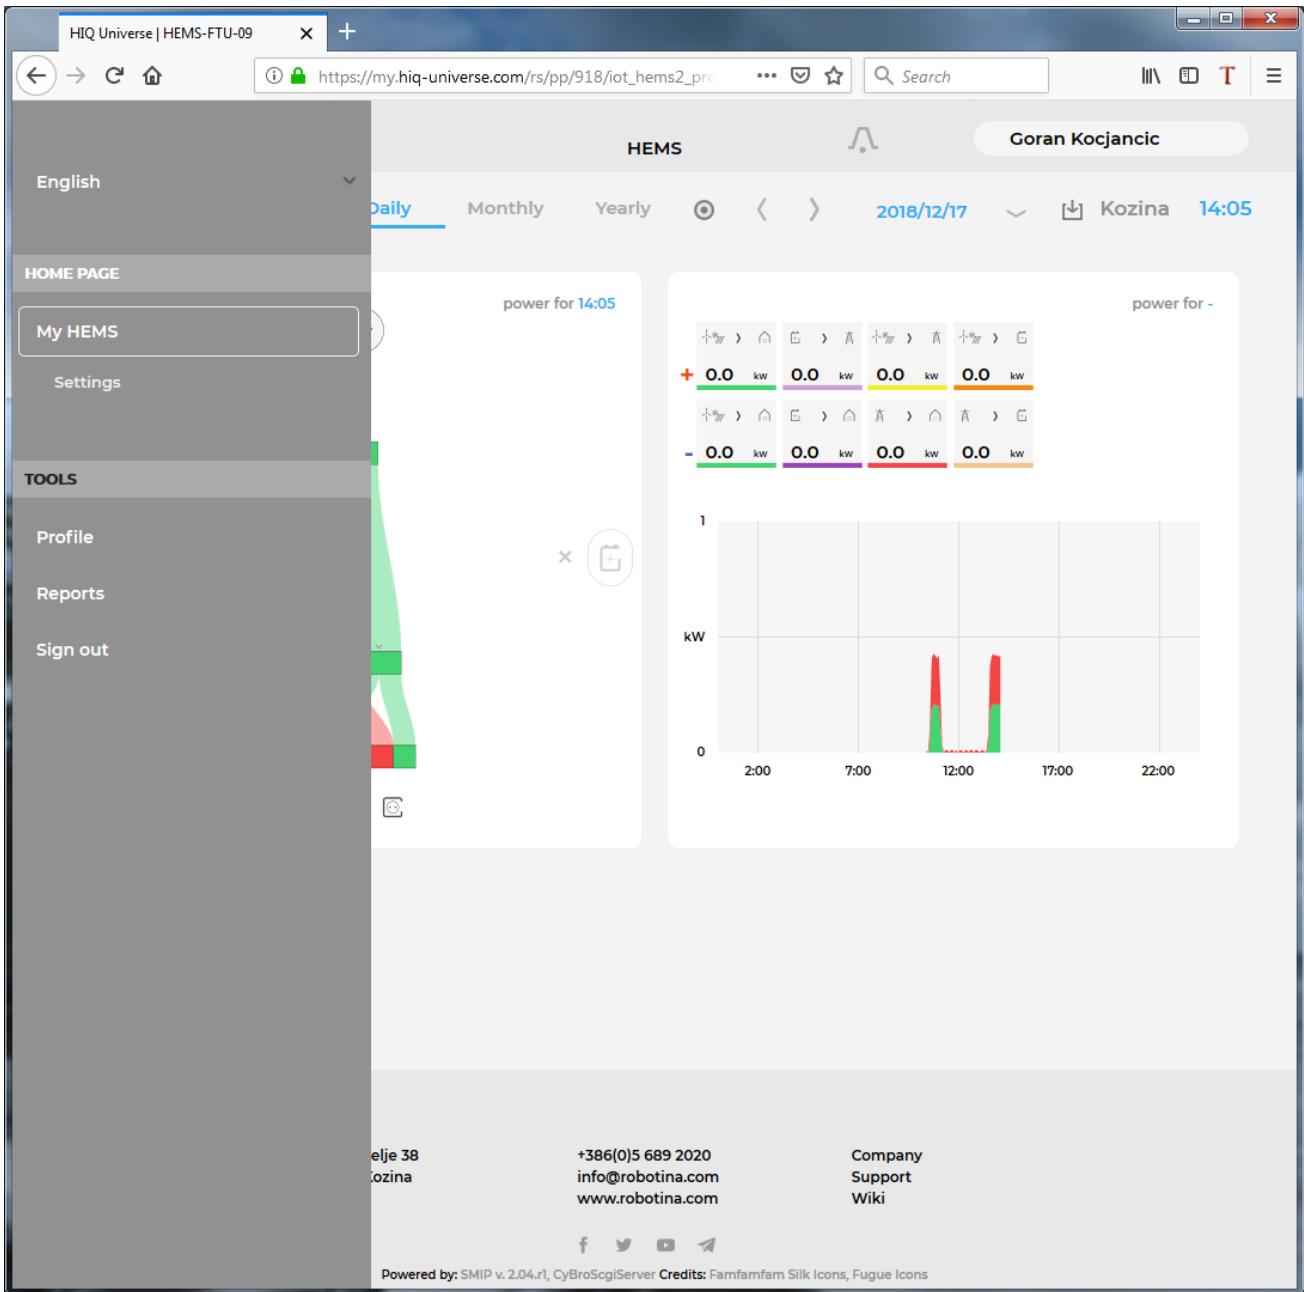 HIQ Universe | HEMS-FTU-09
https://my.hiq-universe.com/rs/pp/918/iot_hems2_pro
Search
HEMS
Goran Kocjancic
English
Daily Monthly Yearly 2018/12/17 Kozina 14:05
HOME PAGE
My HEMS
Settings
TOOLS
Profile
Reports
Sign out
power for 14:05
power for -
+ 0.0 kW 0.0 kW 0.0 kW 0.0 kW
- 0.0 kW 0.0 kW 0.0 kW 0.0 kW
1
kW
0
2:00 7:00 12:00 17:00 22:00
elje 38
ozina
+386(0)5 689 2020
info@robotina.com
www.robotina.com
Company
Support
Wiki
Powered by: SMIP v. 2.04.r1, CyBroScgiServer Credits: Famfamfam Silk Icons, Fugue Icons